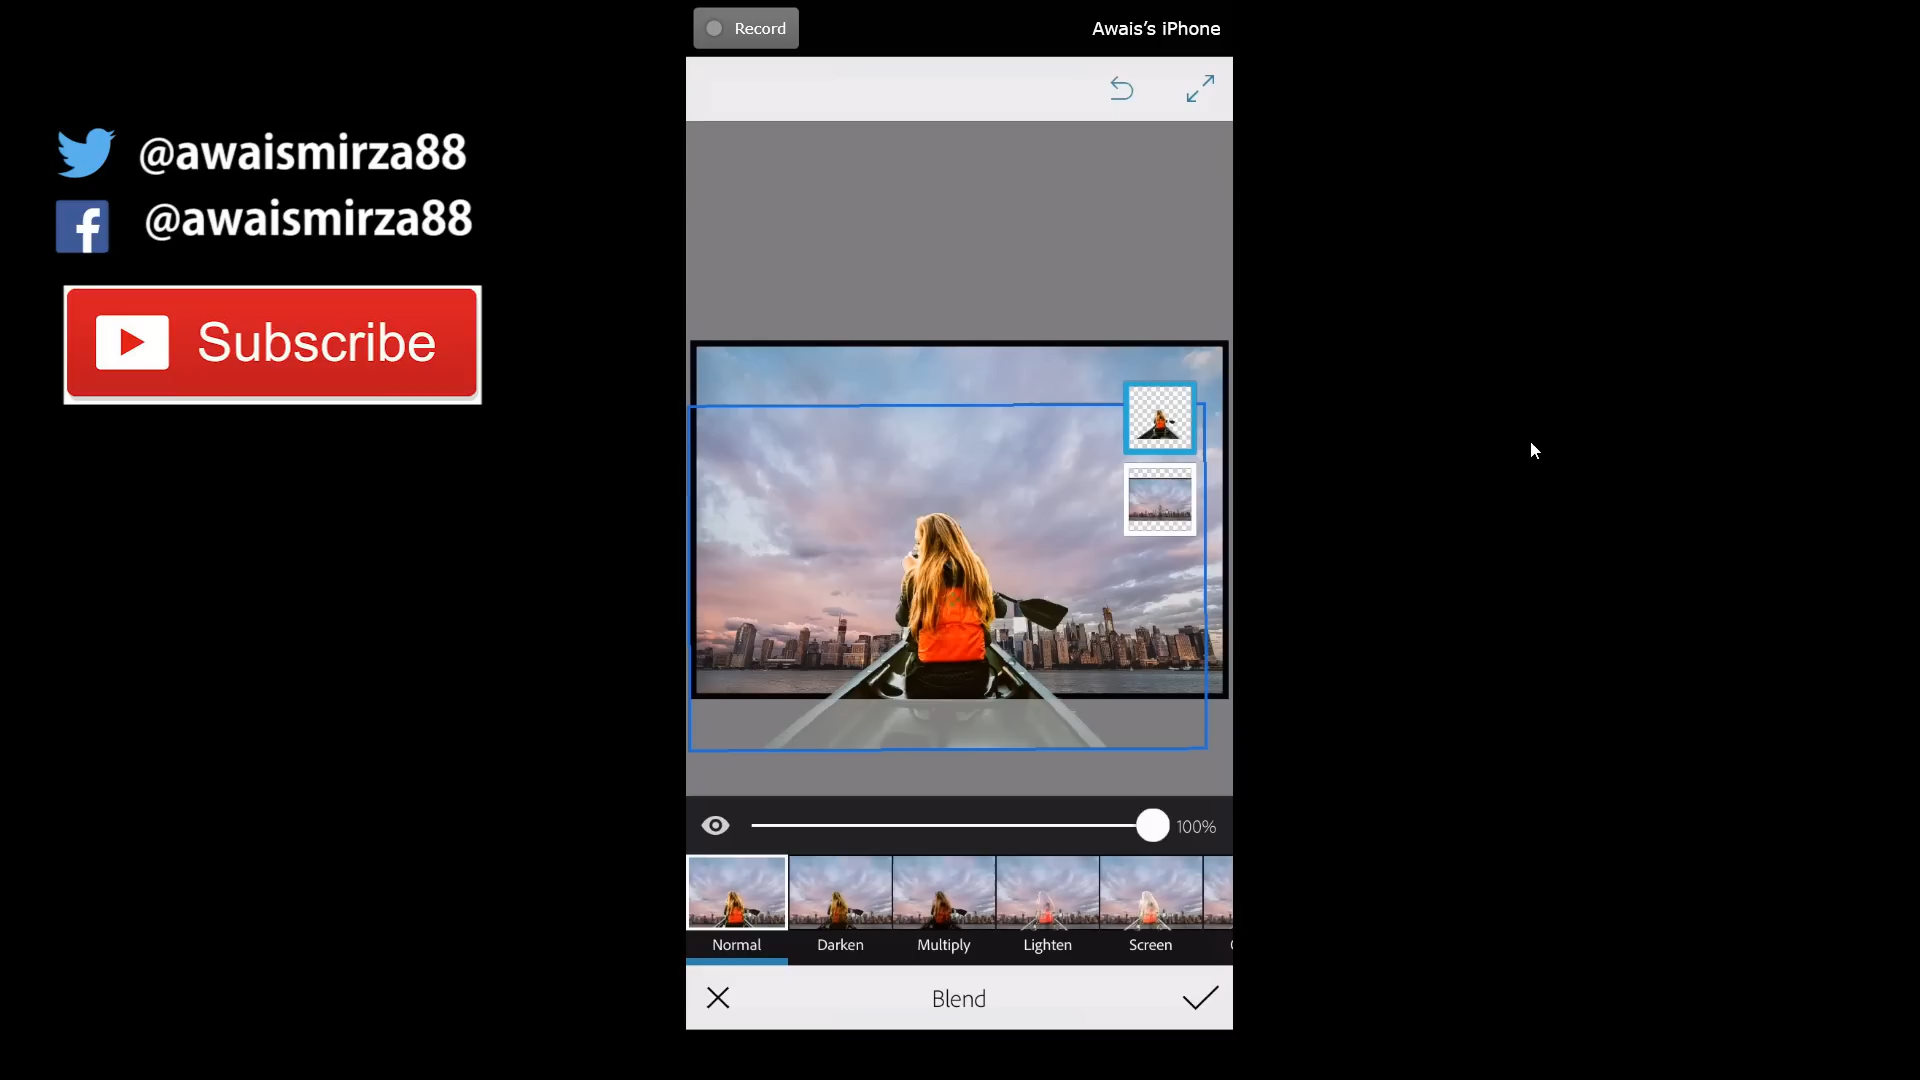 Record
Awais’s iPhone
@awaismirza88
@awaismirza88
Subscribe
100%
Normal
Darken
Multiply
Lighten
Screen
Blend